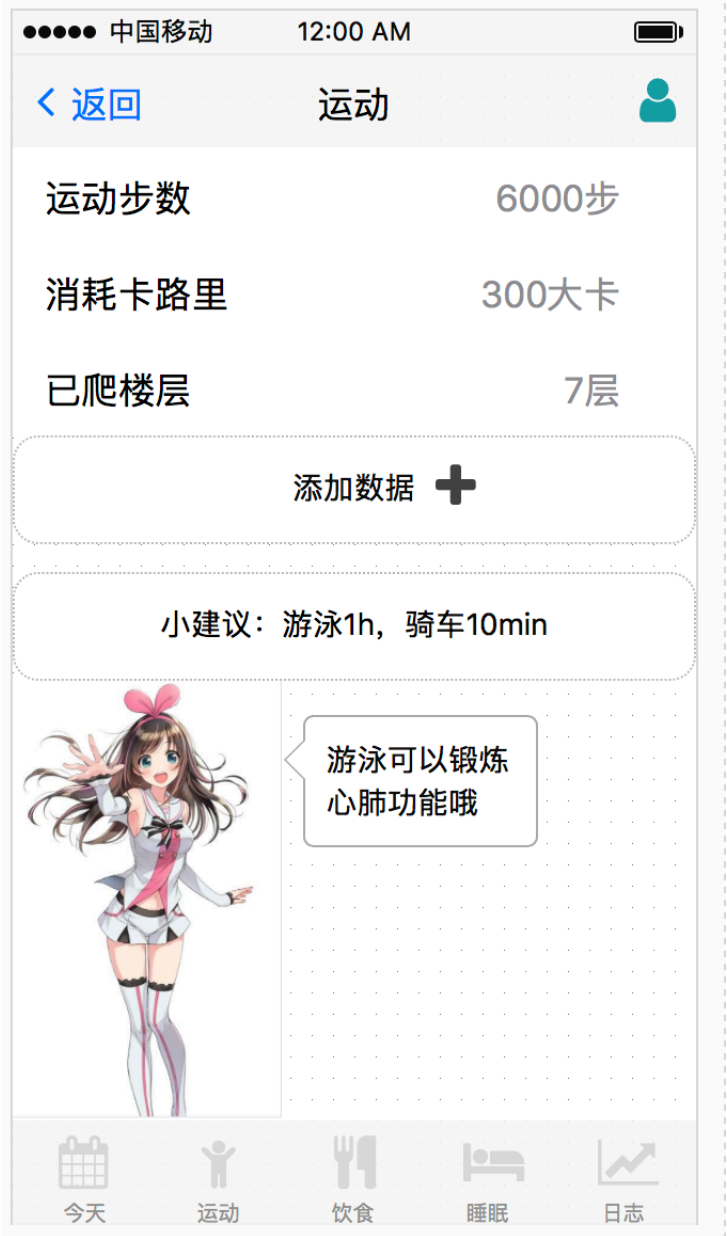 中国移动 12:00 AM
返回 运动
运动步数 6000步
消耗卡路里 300大卡
已爬楼层 7层
添加数据
小建议：游泳1h，骑车10min
游泳可以锻炼
心肺功能哦
今天 运动 饮食 睡眠 日志